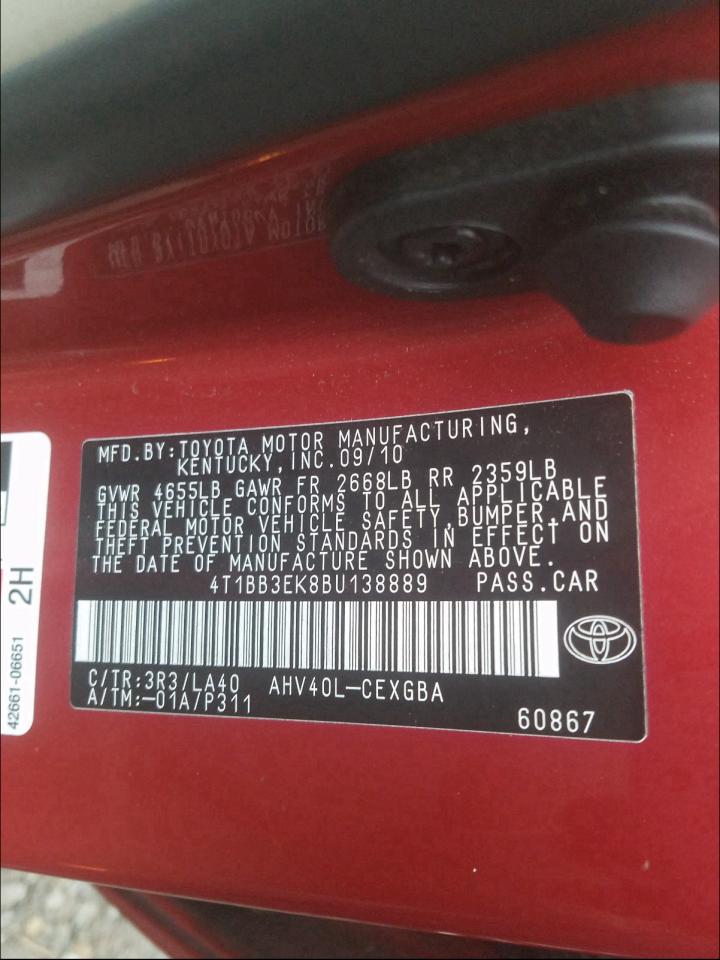 MFD.BY:TOYOTA MOTOR MANUFACTURING,
KENTUCKY, INC.09/10
GVWR 4655LB GAWR FR 2668LB RR 2359LB
THIS VEHICLE CONFORMS TO ALL APPLICABLE
FEDERAL MOTOR VEHICLE SAFETY,BUMPER,AND
THEFT PREVENTION STANDARDS IN EFFECT ON
THE DATE OF MANUFACTURE SHOWN ABOVE.
4T1BB3EK8BU138889 PASS.CAR
C/TR:3R3/LA40 AHV40L-CEXGBA
A/TM:-01A/P311
60867
42661-06651 2H